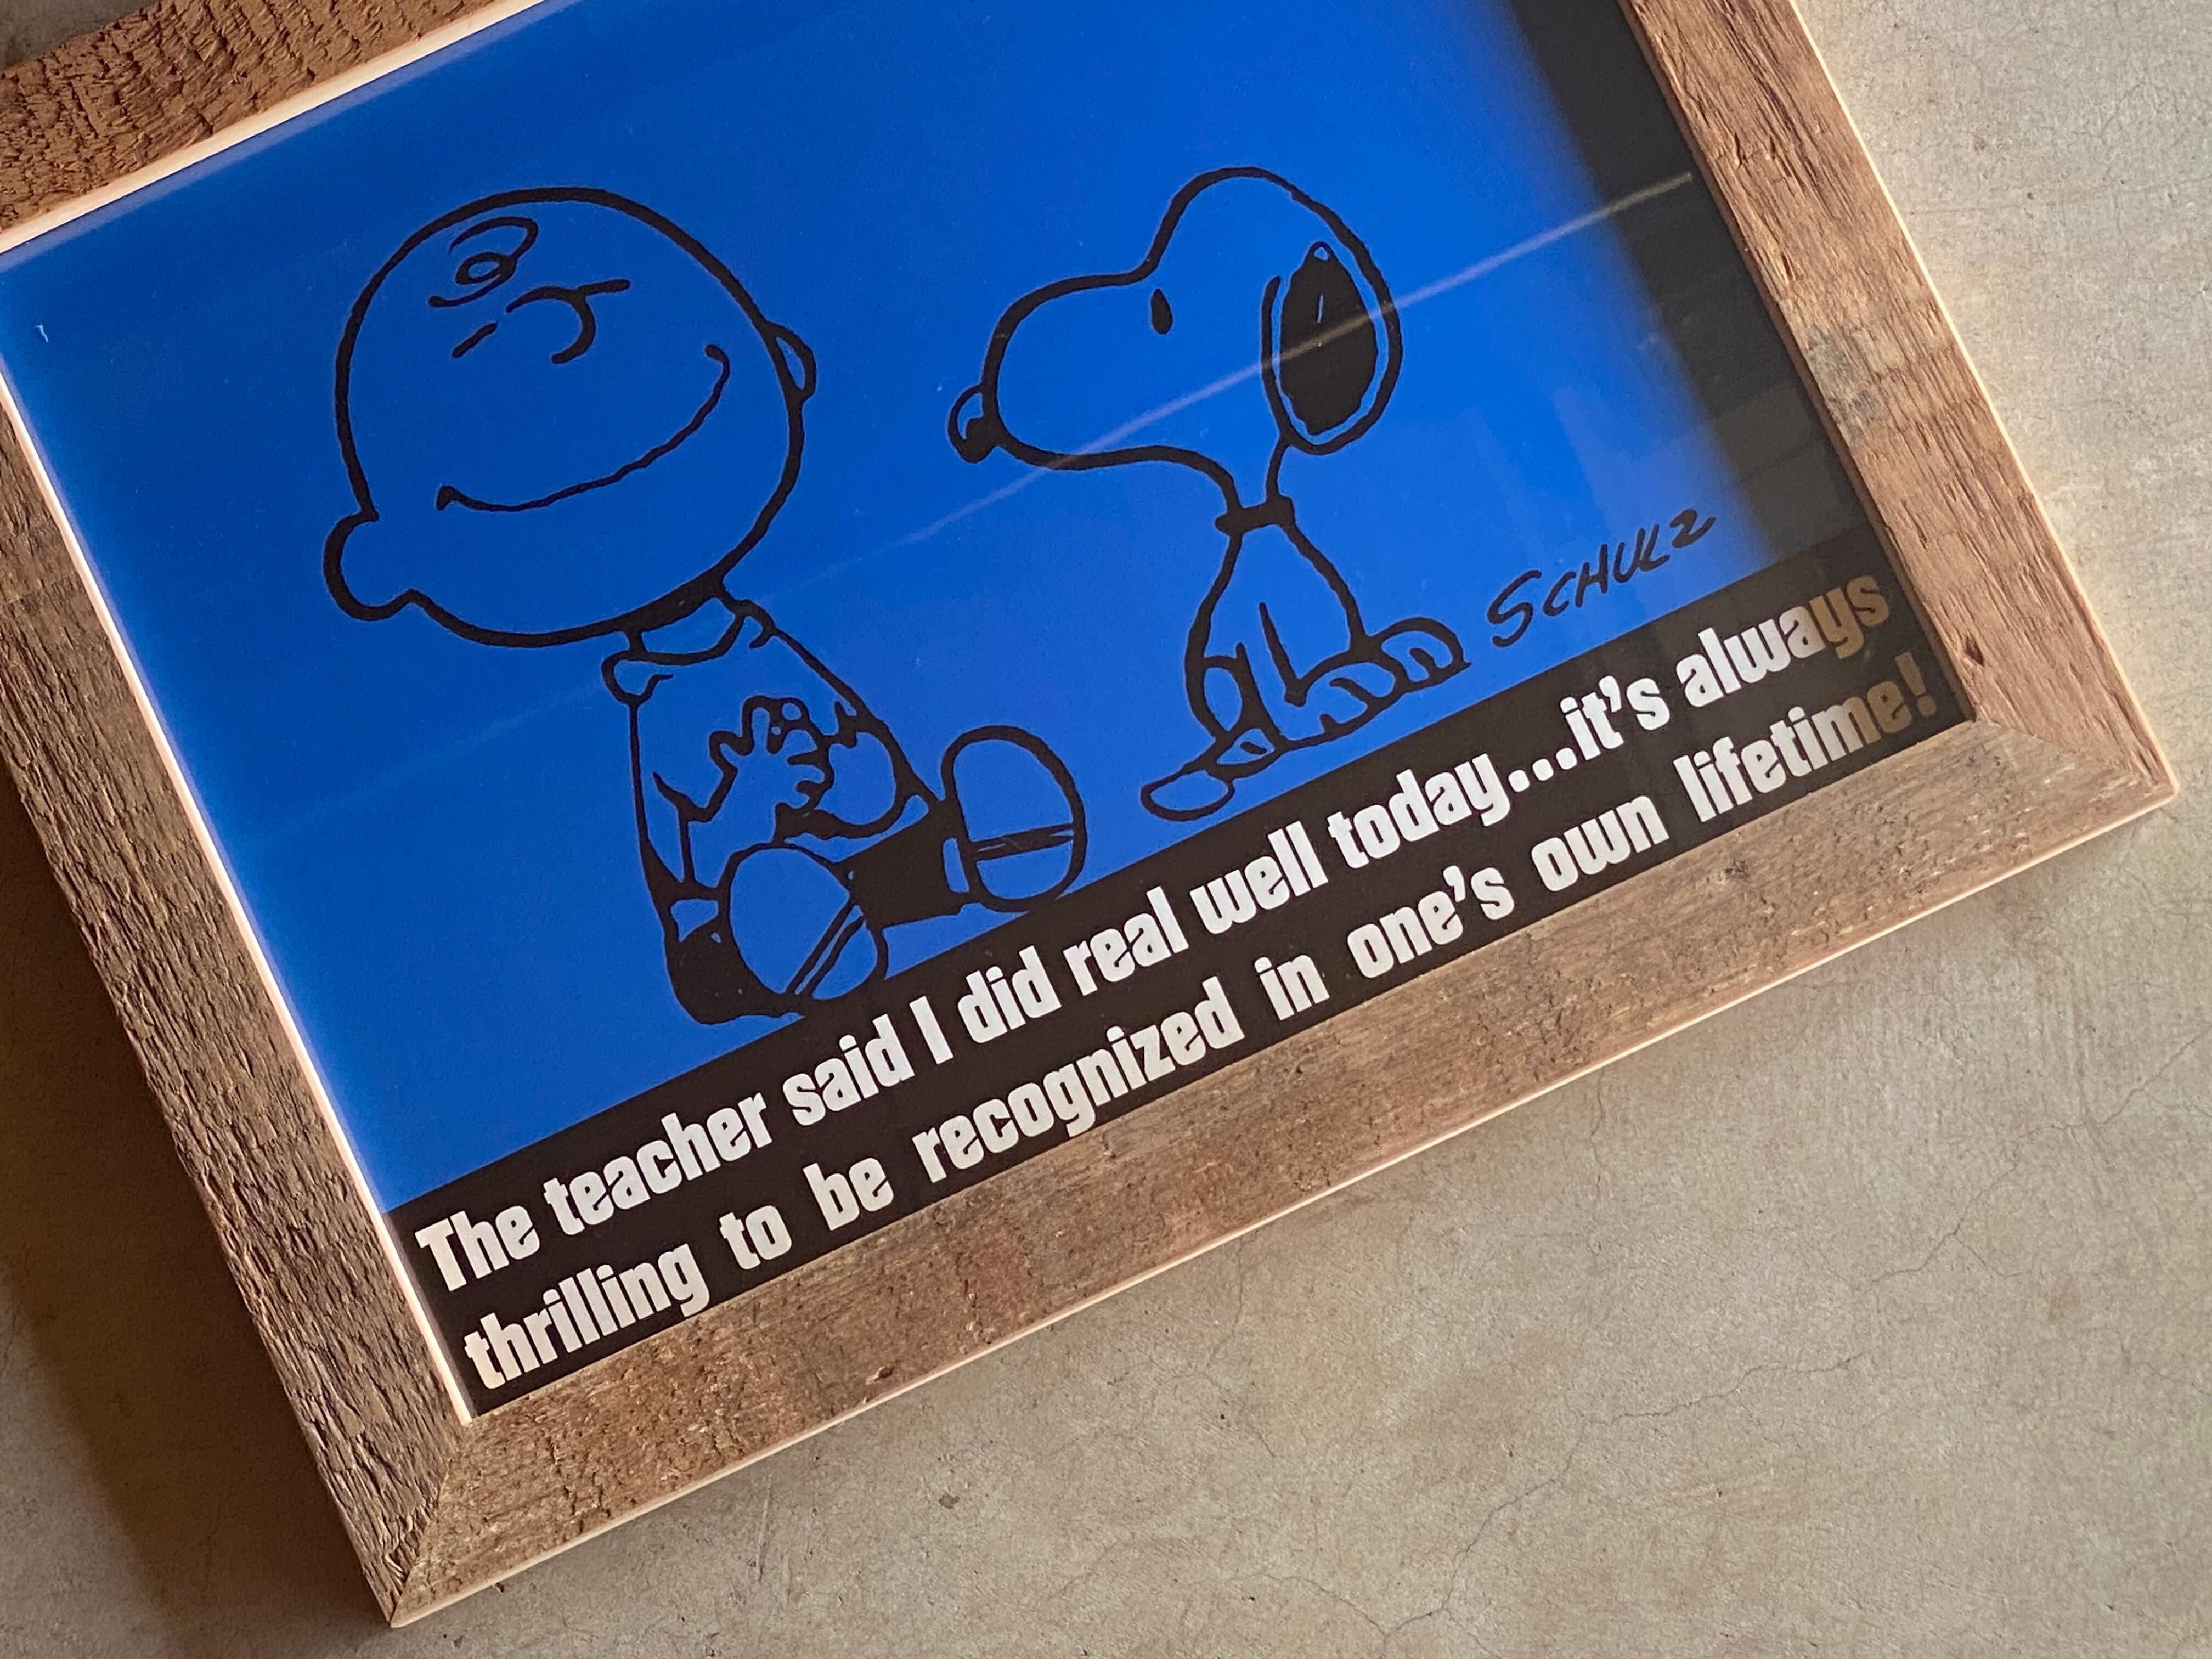 SCHULZ
The teacher said I did real well today...it's always
thrilling to be recognized in one's own lifetime!